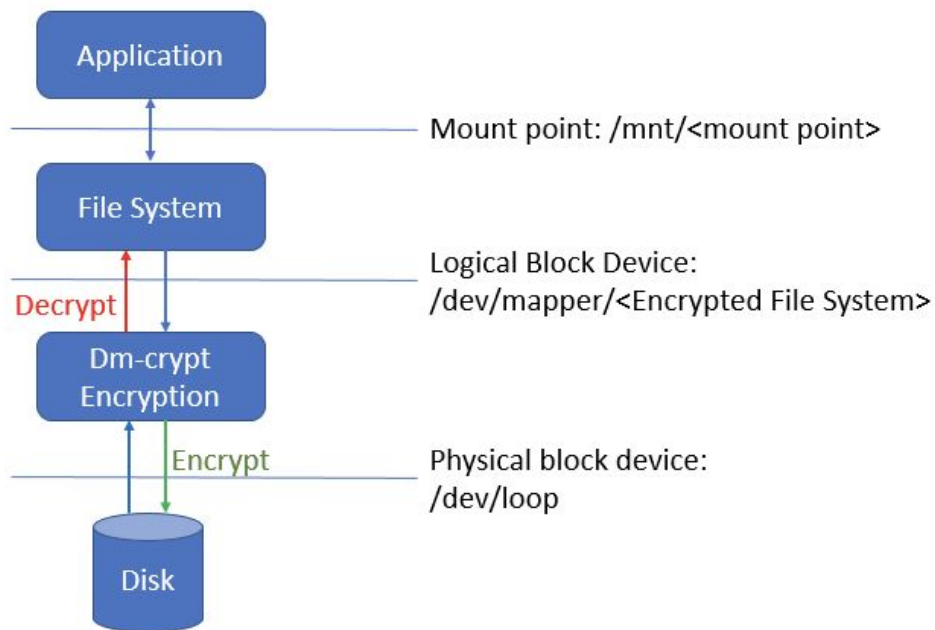 Application
Mount point: /mnt/<mount point>
File System
Logical Block Device:
/dev/mapper/<Encrypted File System>
Decrypt
Dm-crypt
Encryption
Encrypt
Physical block device:
/dev/loop
Disk